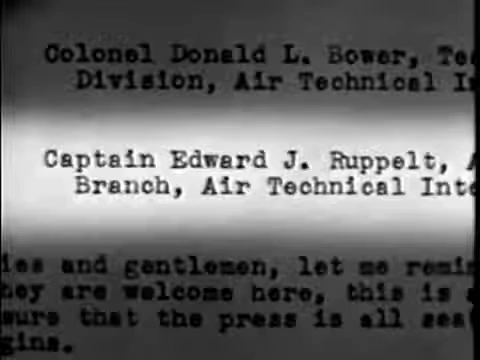 Colonel Donald L. Bower, Te
Division, Air Technical I
Captain Edward J. Ruppelt, A
Branch, Air Technical Inte
ies and gentlemen, let me remin
hey are welcome here, this is a
sure that the press is all sea
gins.